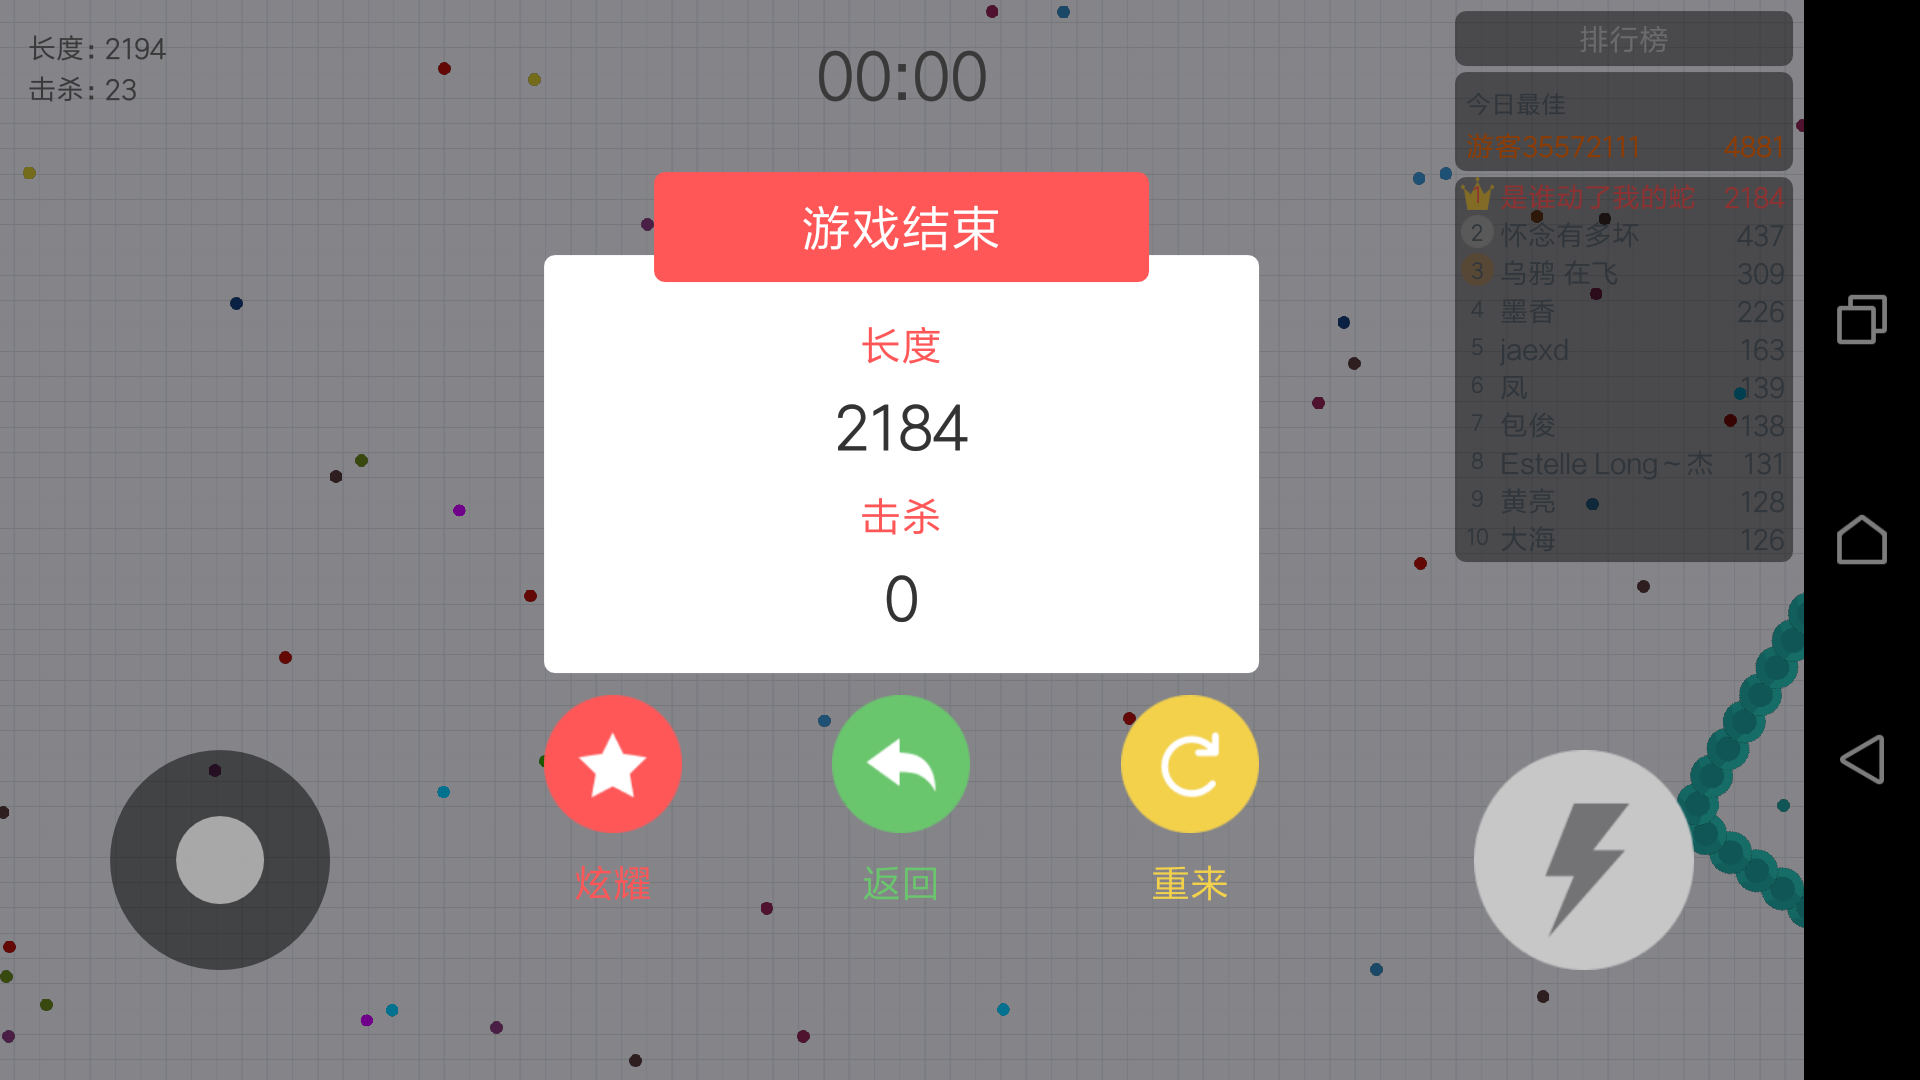 长度：2194
击杀：23
00:00
排行榜
今日最佳
游客35572111 4881
1 是谁动了我的蛇 2184
2 怀念有多坏 437
3 乌鸦 在飞 309
4 墨香 226
5 jaexd 163
6 凤 139
7 包俊 138
8 Estelle Long～杰 131
9 黄亮 128
10 大海 126
游戏结束
长度
2184
击杀
0
炫耀
返回
重来